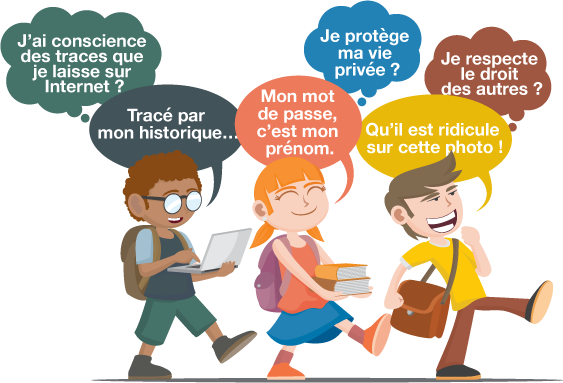 J'ai conscience
des traces que
je laisse sur
Internet ?
Tracé par
mon historique...
Je protège
ma vie
privée ?
Mon mot
de passe,
c'est mon
prénom.
Je respecte
le droit
des autres ?
Qu'il est ridicule
sur cette photo !